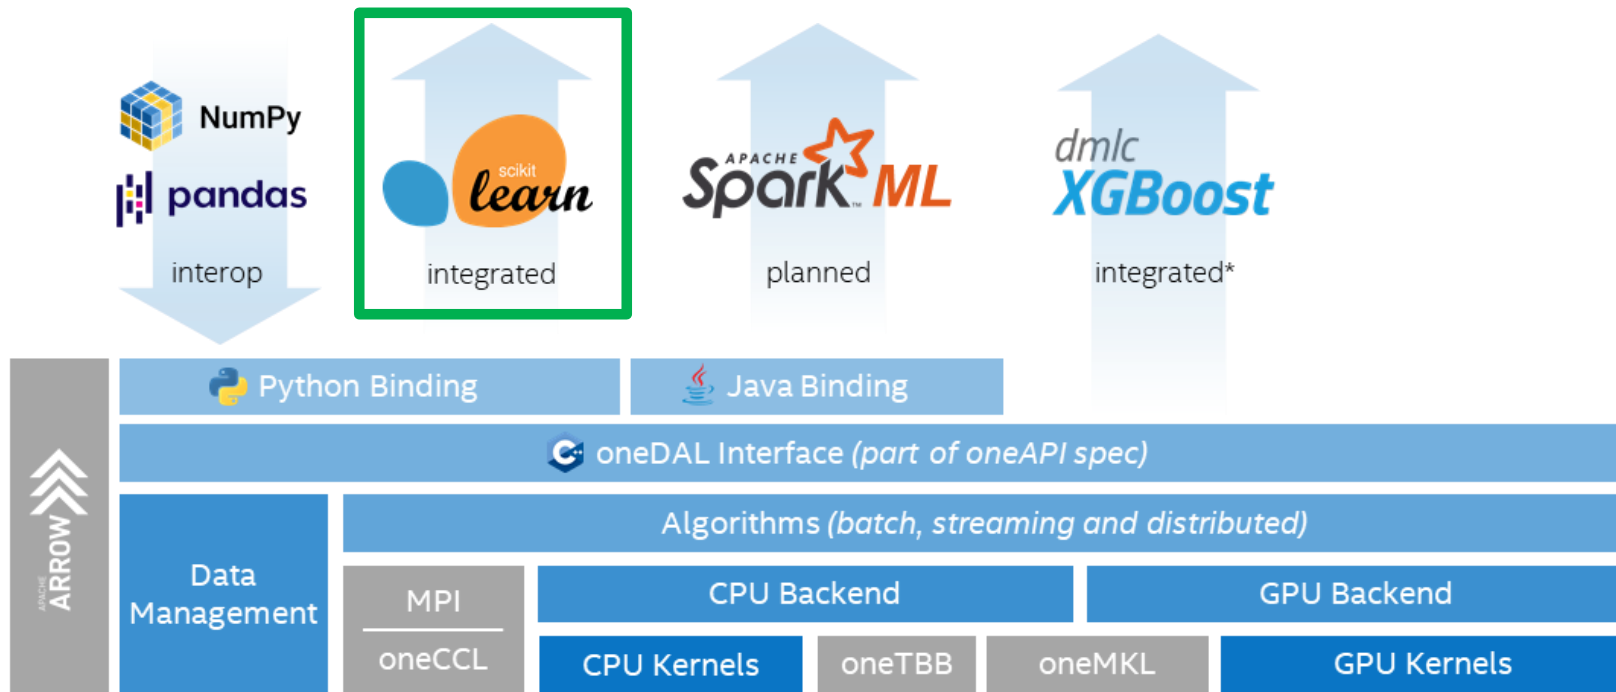 NumPy
pandas
interop
scikit
learn
integrated
APACHE
Spark ML
™
planned
dmlc
XGBoost
integrated*
Python Binding
Java Binding
C++ oneDAL Interface (part of oneAPI spec)
APACHE
ARROW
Data
Management
Algorithms (batch, streaming and distributed)
MPI
oneCCL
CPU Backend
GPU Backend
CPU Kernels
oneTBB
oneMKL
GPU Kernels